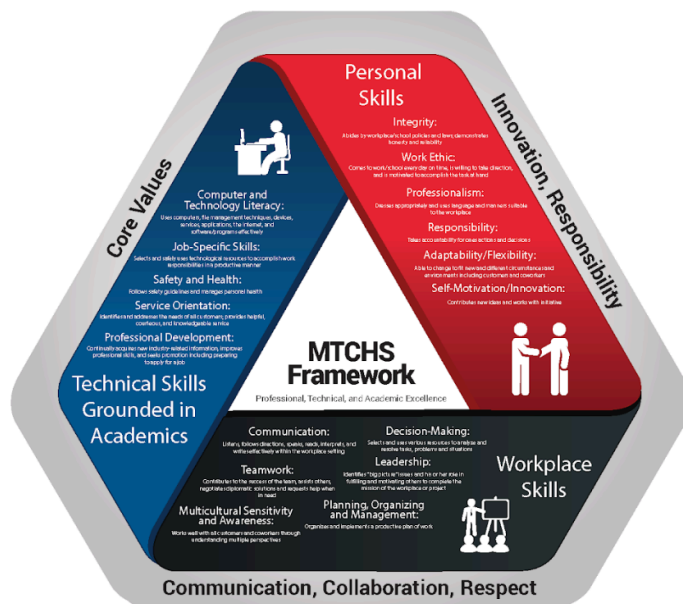 Core Values
Innovation, Responsibility
Communication, Collaboration, Respect
Personal
Skills
Integrity:
Abides by workplace/school policies and laws, demonstrates
honesty and reliability
Work Ethic:
Comes to work/school every day on time, is willing to take direction,
and is motivated to accomplish the task at hand
Professionalism:
Dresses appropriately and uses language and manners suitable
to the workplace
Responsibility:
Takes accountability for ones actions and decisions
Adaptability/Flexibility:
Able to change to fit new and different circumstances and
environments including customers and coworkers
Self-Motivation/Innovation:
Contributes new ideas and works with initiative
Computer and
Technology Literacy:
Uses computers, file management techniques, devices,
services, applications, the internet, and
software/programs effectively
Job-Specific Skills:
Selects and safely uses technological resources to accomplish work
responsibilities in a productive manner
Safety and Health:
Follows safety guidelines and manages personal health
Service Orientation:
Identifies and addresses the needs of all customers, provides helpful,
courteous, and knowledgeable service
Professional Development:
Continually acquires new industry-related information, improves
professional skills, and seeks promotion including preparing
to apply for a job
Technical Skills
Grounded in
Academics
MTCHS
Framework
Professional, Technical, and Academic Excellence
Communication:
Listens, follows directions, speaks, reads, interprets, and
writes effectively within the workplace setting
Teamwork:
Contributes to the success of the team, assists others,
negotiates diplomatic solutions and requests help when
in need
Multicultural Sensitivity
and Awareness:
Works well with all customers and coworkers through
understanding multiple perspectives
Decision-Making:
Selects and uses various resources to analyze and
resolve tasks, problems and situations
Leadership:
Identifies "big picture" issues and his or her role in
fulfilling and motivating others to complete the
mission of the workplace or project
Planning, Organizing
and Management:
Organizes and implements a productive plan of work
Workplace
Skills